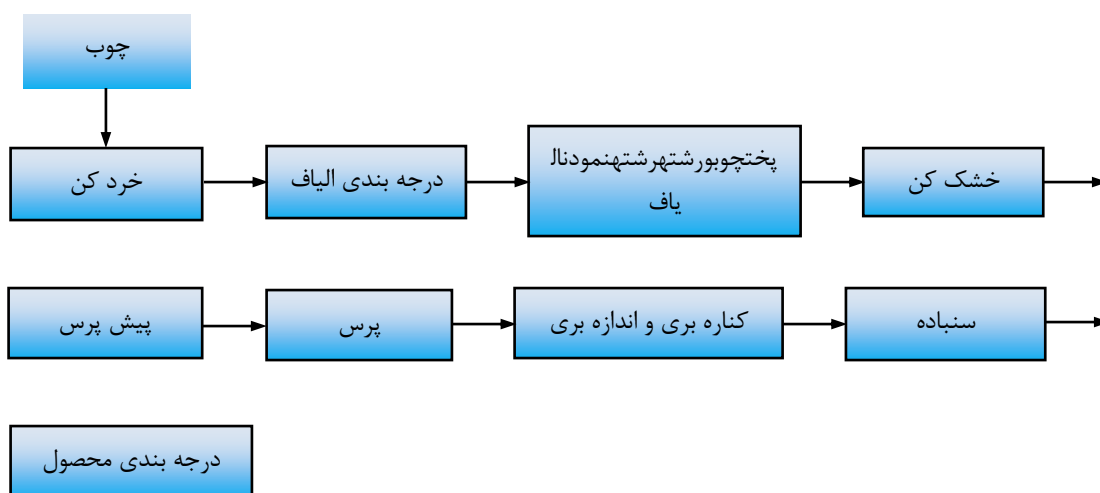 چوب
خرد کن
درجه بندی الیاف
پختچوبورشتهرشتهنمودنال
یاف
خشک کن
پیش پرس
پرس
کناره بری و اندازه بری
سنباده
درجه بندی محصول